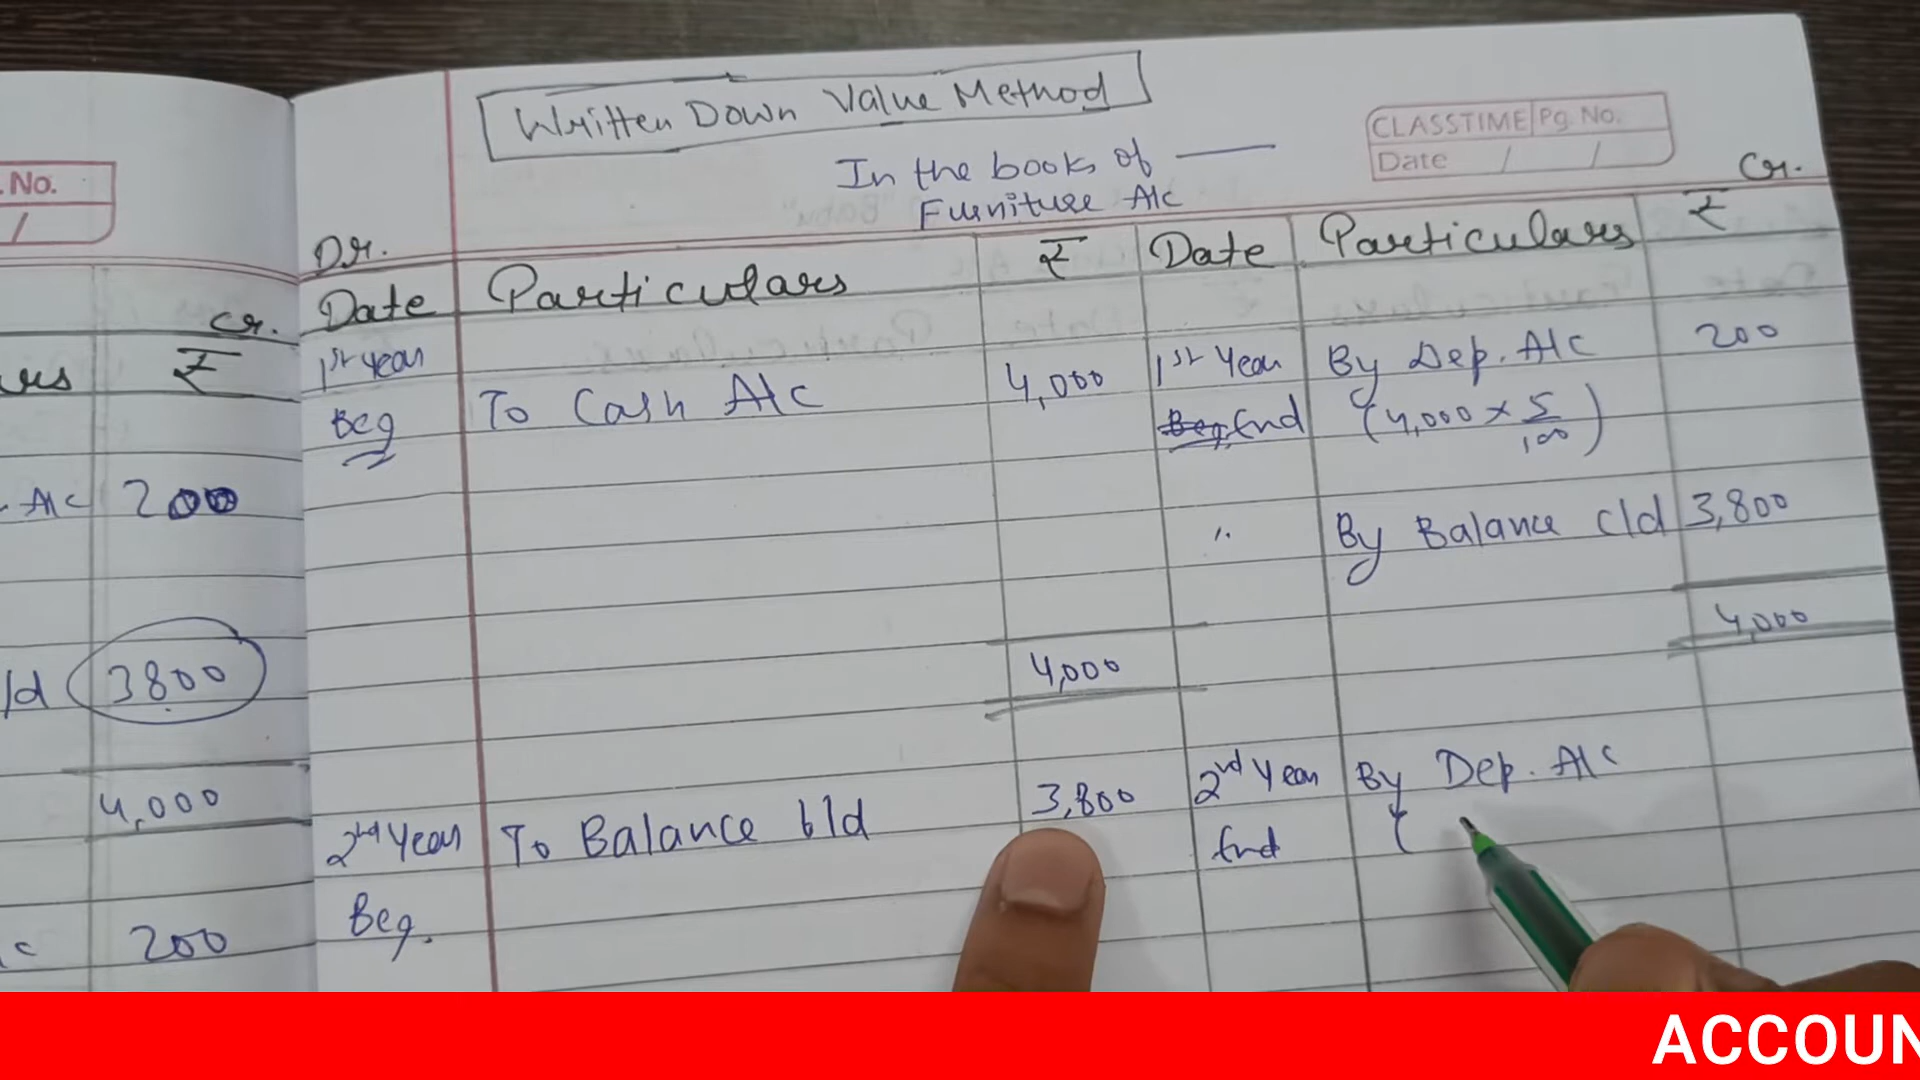 Written Down Value Method
In the books of
Furniture A/c
CLASSTIME Pg. No.
Date / /
Dr.
Cr.
Date Particulars ₹ Date Particulars ₹
1st Year To Cash A/c 4,000 1st Year By Dep. A/c 200
Beg End (4,000 × 5/100)
" By Balance c/d 3,800
4,000 4,000
2nd Year To Balance b/d 3,800 2nd Year By Dep. A/c
Beg. End (
. No.
/
cr.
₹
A/c 200
/d 3800
4,000
c 200
ACCOUN